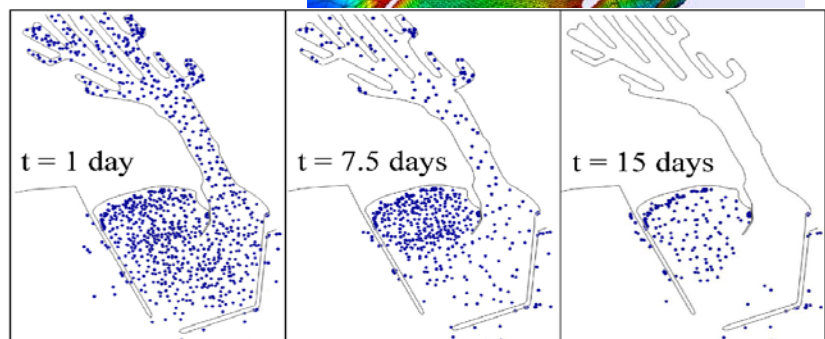 t = 1 day
t = 7.5 days
t = 15 days